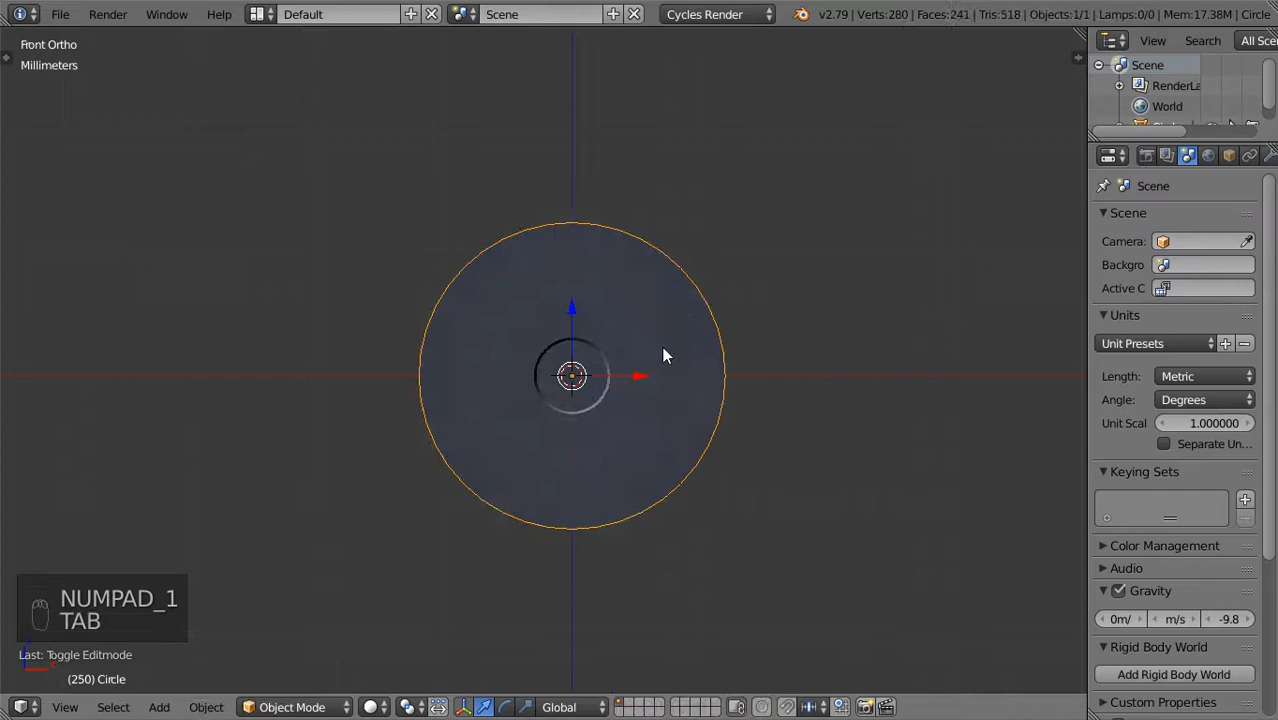 File Render Window Help Default Scene Cycles Render v2.79 | Verts:280 | Faces:241 | Tris:518 | Objects:1/1 | Lamps:0/0 | Mem:17.38M | Circle
Front Ortho
Millimeters
View Search All Sce
Scene
RenderLa
World
Scene
Scene
Camera:
Backgro
Active C
Units
Unit Presets
Length: Metric
Angle: Degrees
Unit Scal 1.000000
Separate Un...
Keying Sets
Color Management
Audio
Gravity
0m/ m/s -9.8
Rigid Body World
Add Rigid Body World
Custom Properties
NUMPAD_1
TAB
Last: Toggle Editmode
(250) Circle
View Select Add Object Object Mode Global